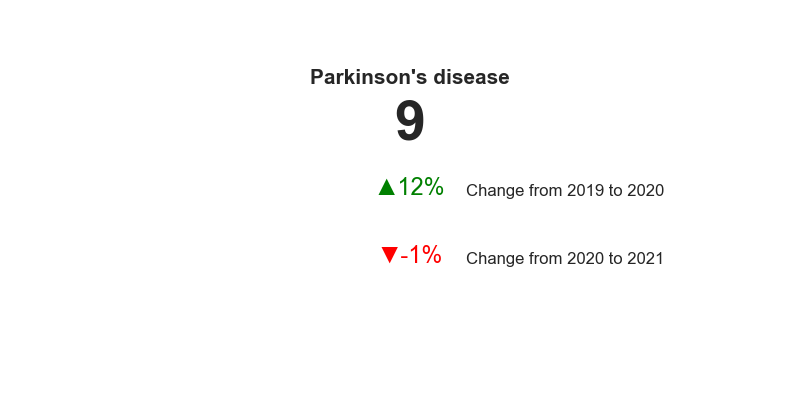 Parkinson's disease
9
▲12% Change from 2019 to 2020
▼-1% Change from 2020 to 2021